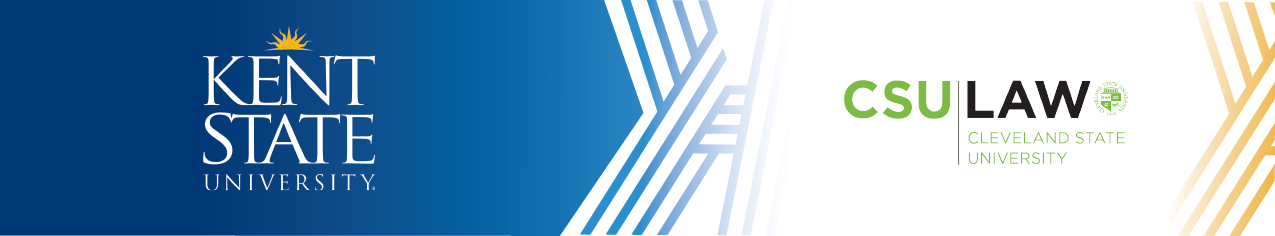 KENT
STATE
UNIVERSITY
CSU LAW
CLEVELAND STATE
UNIVERSITY